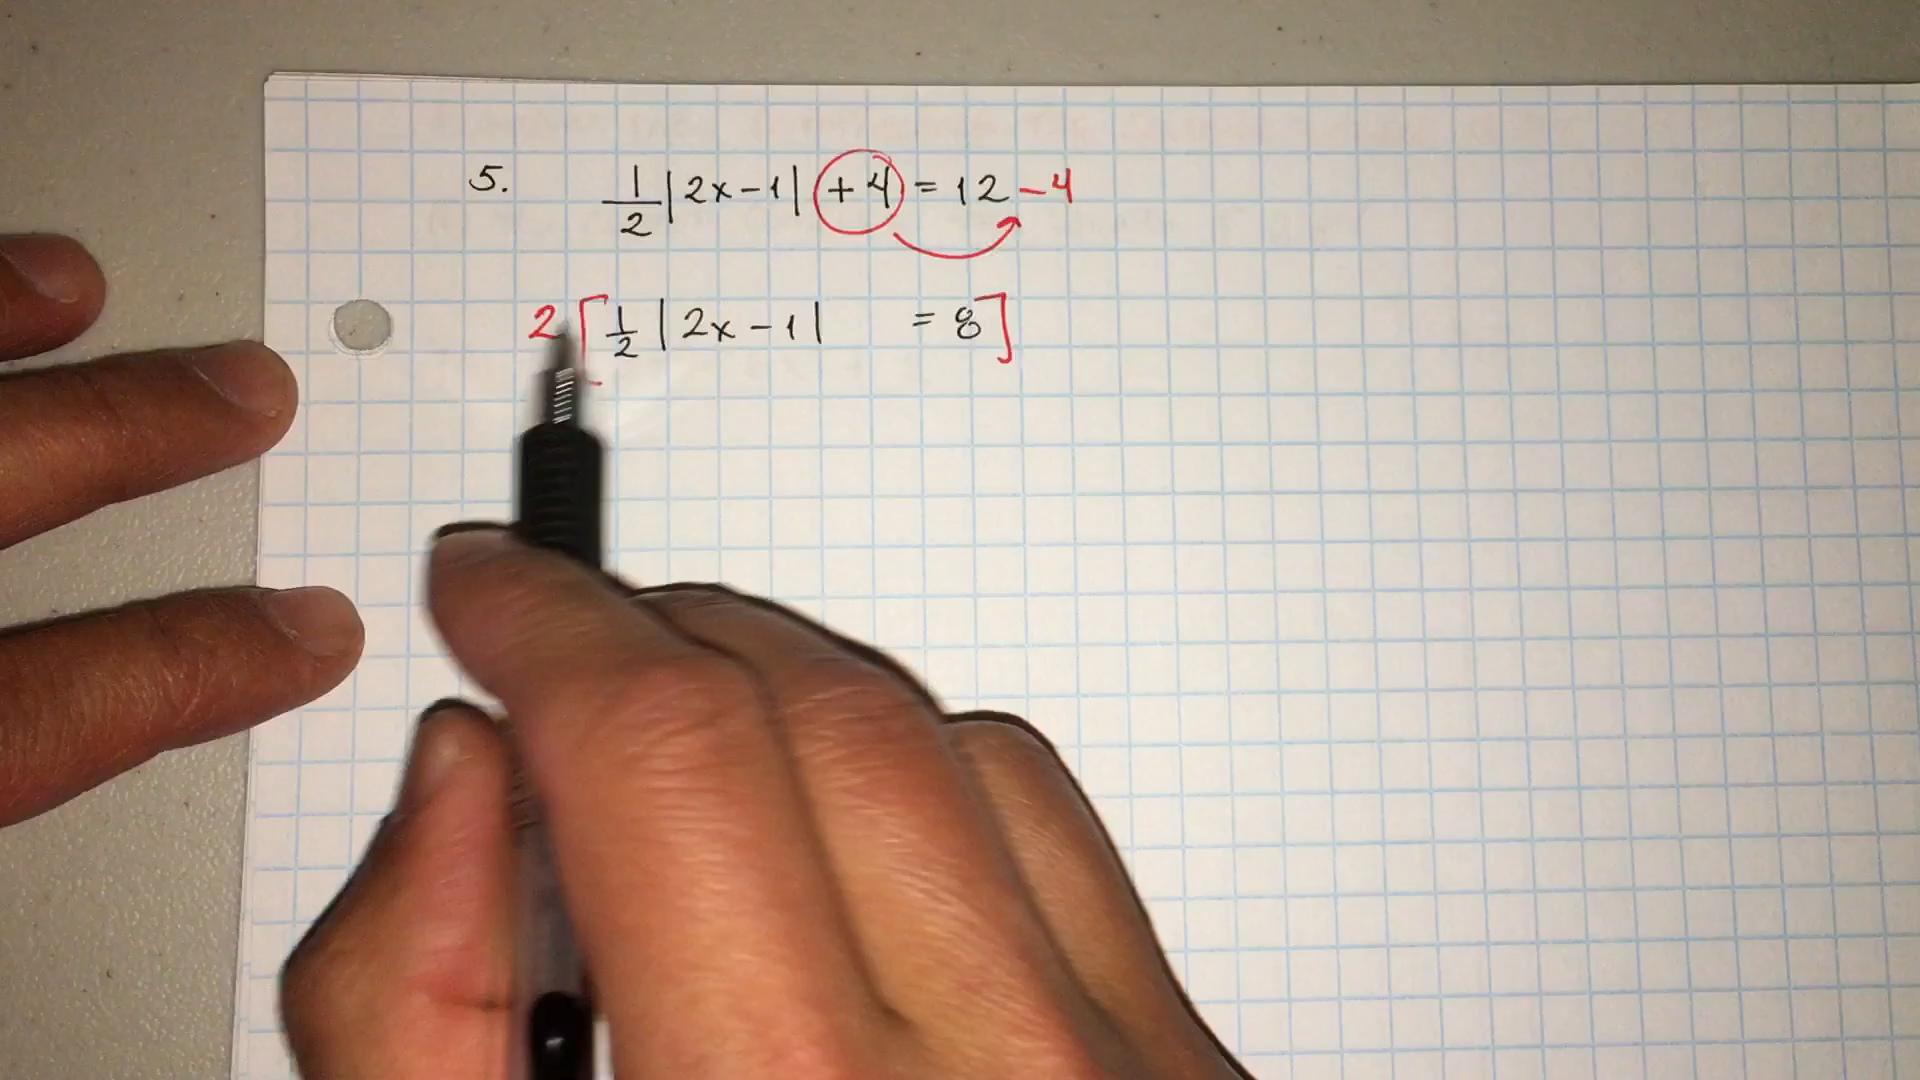 5. 1/2 |2x-1| +4 = 12 -4
2 [ 1/2 |2x-1| = 8 ]